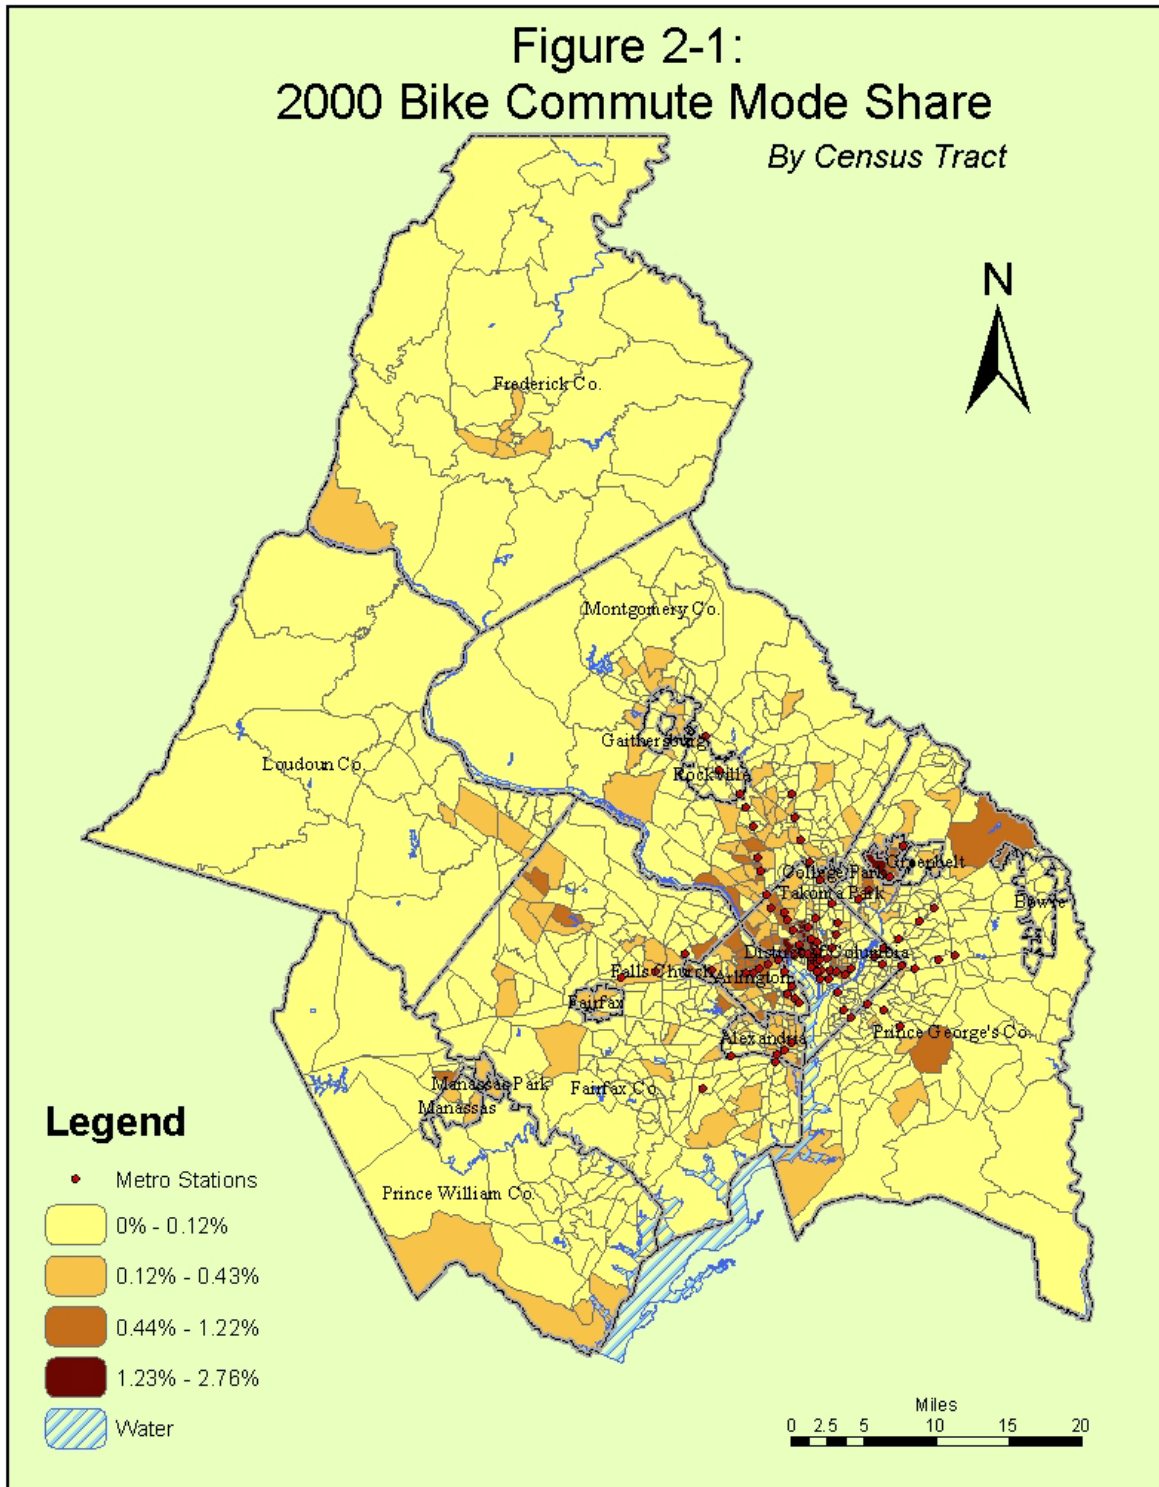 Figure 2-1:
2000 Bike Commute Mode Share
By Census Tract
N
Frederick Co.
Montgomery Co.
Gaithersburg
Loudoun Co.
Rockville
Greenbelt
College Park
Takoma Park
Bowie
District of Columbia
Falls Church
Arlington
Fairfax
Prince George's Co.
Alexandria
Manassas Park
Fairfax Co.
Manassas
Prince William Co.
Legend
Metro Stations
0% - 0.12%
0.12% - 0.43%
0.44% - 1.22%
1.23% - 2.76%
Water
Miles
0 2.5 5 10 15 20